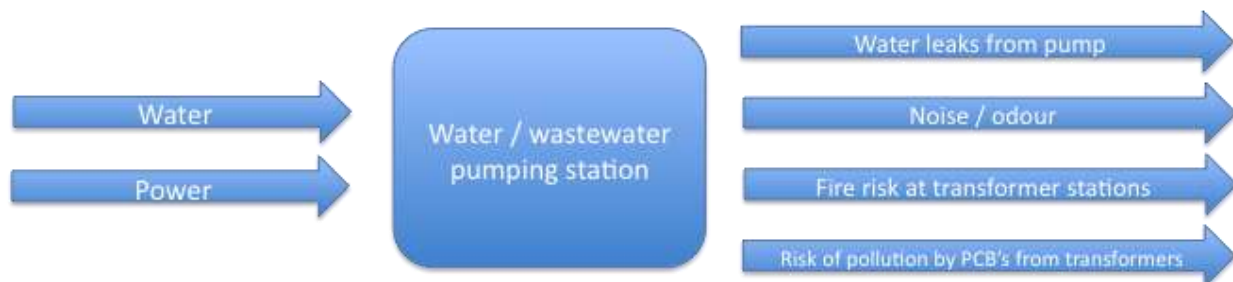 Water
Power
Water / wastewater
pumping station
Water leaks from pump
Noise / odour
Fire risk at transformer stations
Risk of pollution by PCB's from transformers